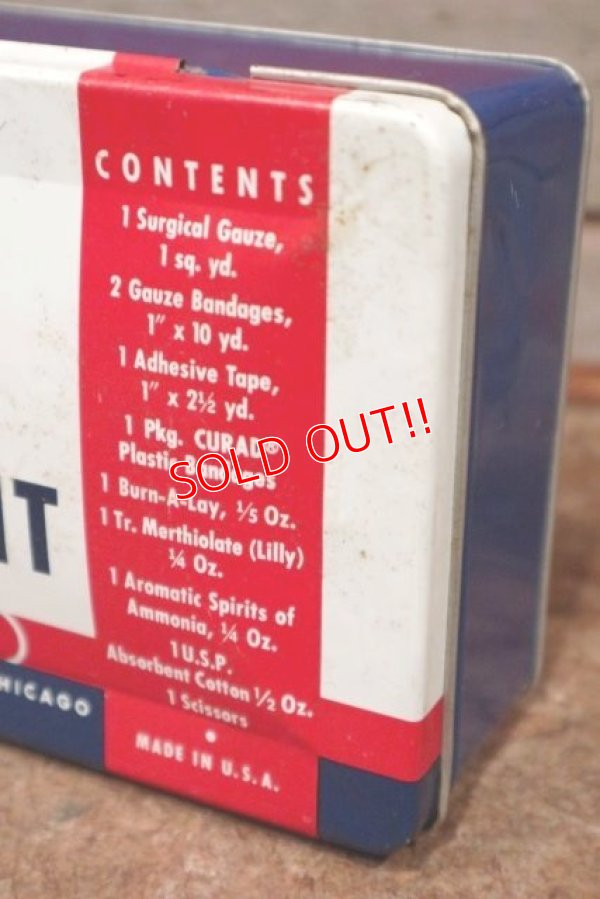 CONTENTS
1 Surgical Gauze,
1 sq. yd.
2 Gauze Bandages,
1" x 10 yd.
1 Adhesive Tape,
1" x 2½ yd.
1 Pkg. CURAD®
Plastic Bandages
SOLD OUT!!
1 Burn-A-Lay, ⅕ Oz.
1 Tr. Merthiolate (Lilly)
¼ Oz.
1 Aromatic Spirits of
Ammonia, ¼ Oz.
1 U.S.P.
Absorbent Cotton ½ Oz.
1 Scissors
MADE IN U.S.A.
IT
HICAGO